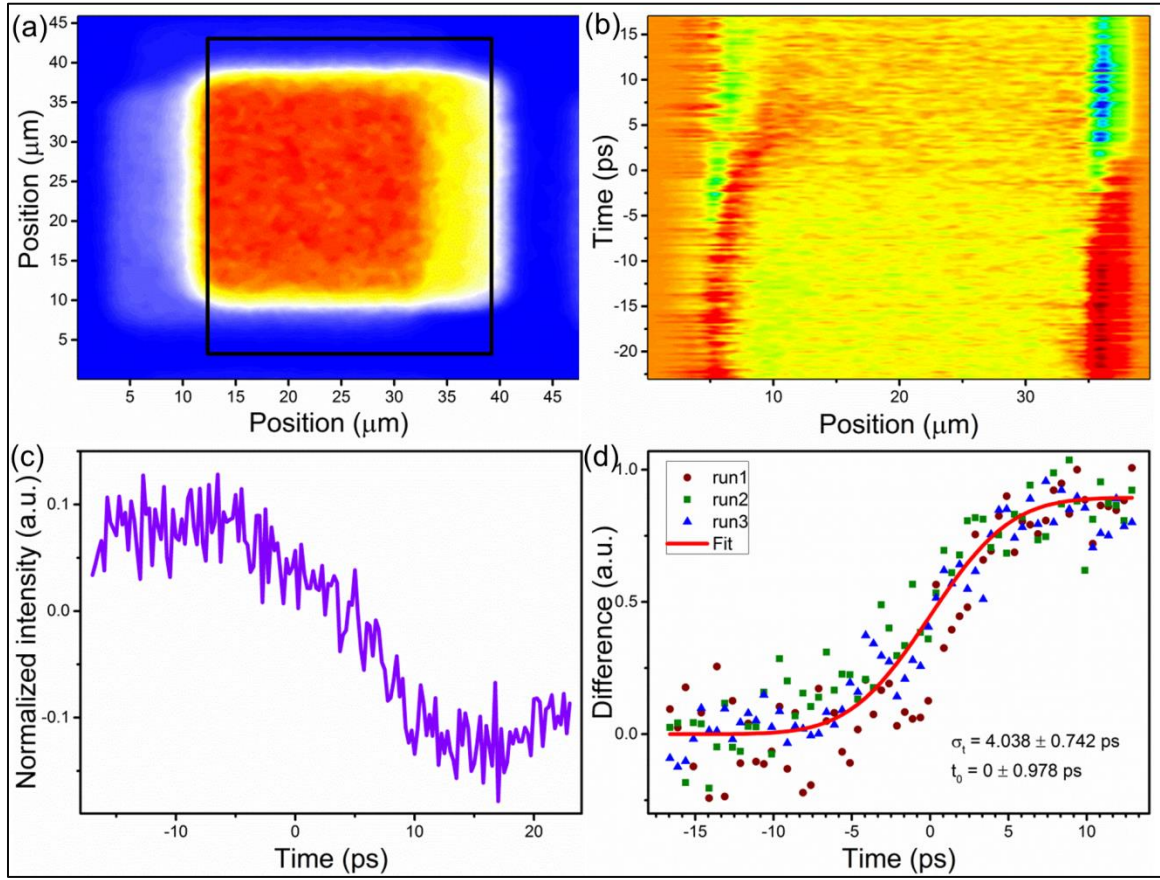 (a)
Position (μm)
45
40
35
30
25
20
15
10
5
5 10 15 20 25 30 35 40 45
Position (μm)
(b)
Time (ps)
15
10
5
0
-5
-10
-15
-20
10 20 30
Position (μm)
(c)
Normalized intensity (a.u.)
0.1
0.0
-0.1
-10 0 10 20
Time (ps)
(d)
Difference (a.u.)
1.0
0.5
0.0
run1
run2
run3
Fit
σt = 4.038 ± 0.742 ps
t0 = 0 ± 0.978 ps
-15 -10 -5 0 5 10
Time (ps)